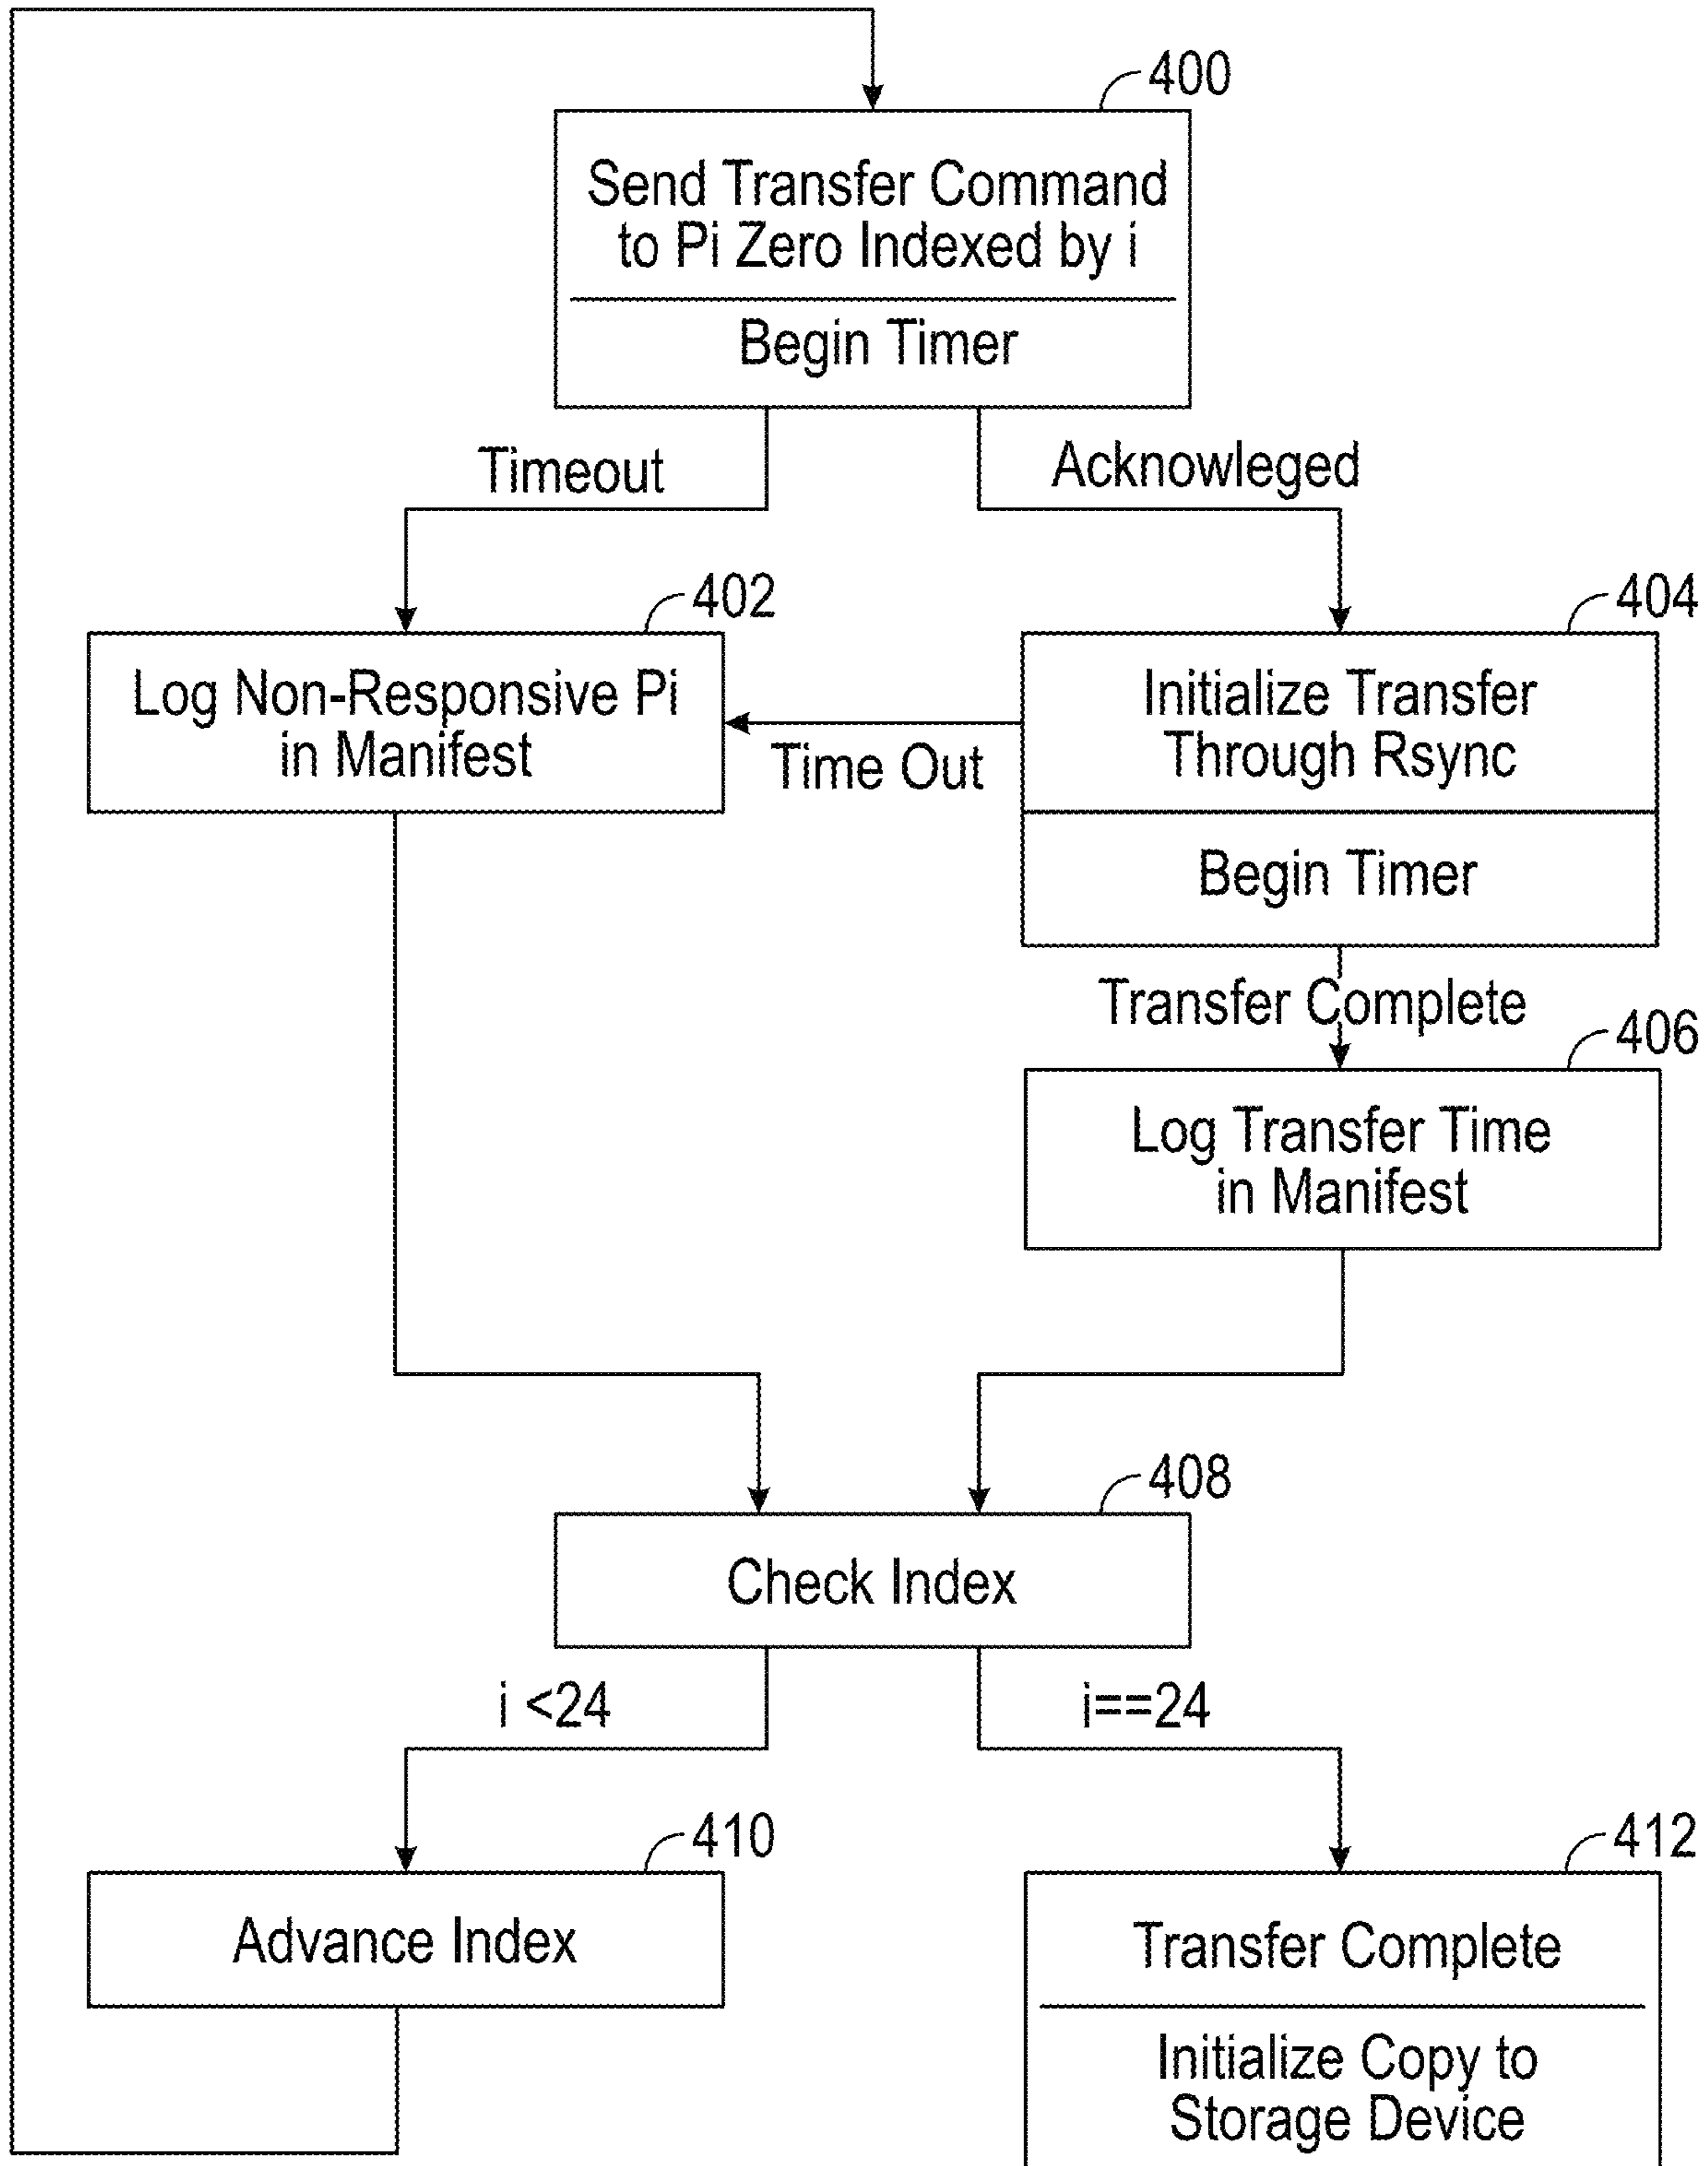 400
Send Transfer Command
to Pi Zero Indexed by i
Begin Timer
Timeout
Acknowleged
402
404
Log Non-Responsive Pi
in Manifest
Initialize Transfer
Through Rsync
Time Out
Begin Timer
Transfer Complete
406
Log Transfer Time
in Manifest
408
Check Index
i <24
i==24
410
412
Advance Index
Transfer Complete
Initialize Copy to
Storage Device